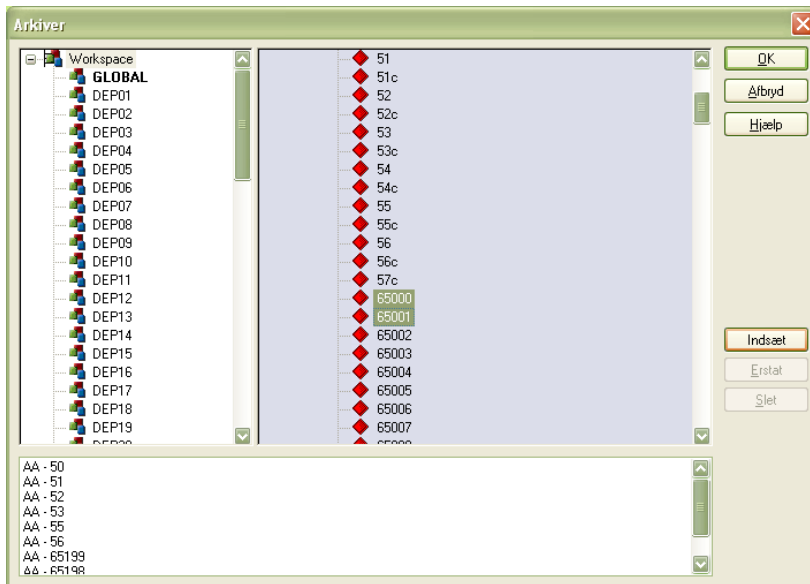 Arkiver
Workspace
GLOBAL
DEP01
DEP02
DEP03
DEP04
DEP05
DEP06
DEP07
DEP08
DEP09
DEP10
DEP11
DEP12
DEP13
DEP14
DEP15
DEP16
DEP17
DEP18
DEP19
51
51c
52
52c
53
53c
54
54c
55
55c
56
56c
57c
65000
65001
65002
65003
65004
65005
65006
65007
OK
Afbryd
Hjælp
Indsæt
Erstat
Slet
AA - 50
AA - 51
AA - 52
AA - 53
AA - 55
AA - 56
AA - 65199
AA - 65198